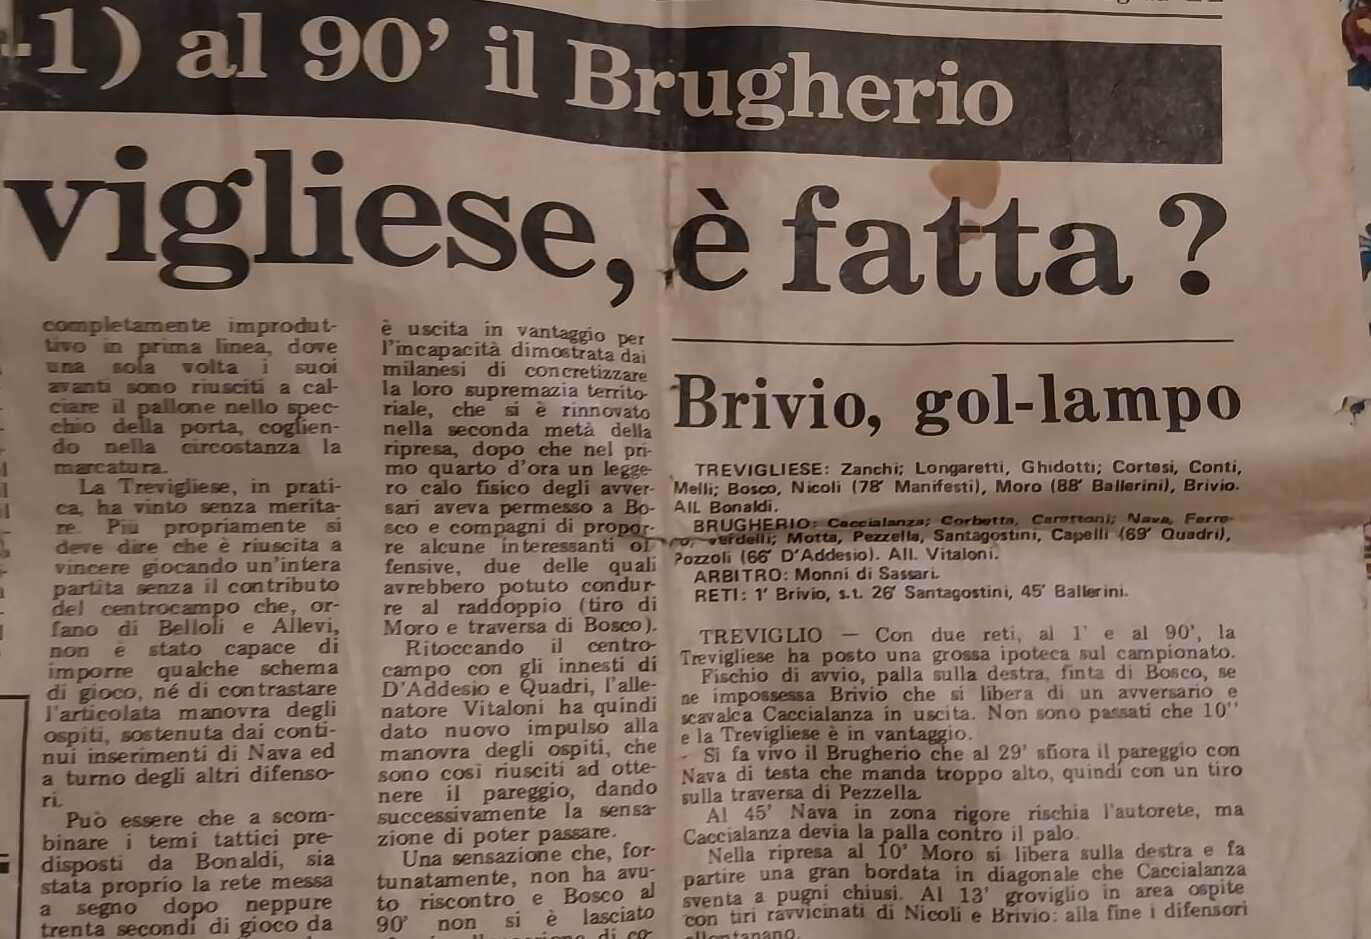 -1) al 90' il Brugherio
vigliese, è fatta?
completamente improdut-
tivo in prima linea, dove
una sola volta i suoi
avanti sono riusciti a cal-
ciare il pallone nello spec-
chio della porta, coglien-
do nella circostanza la
marcatura.
La Trevigliese, in prati-
ca, ha vinto senza merita-
re. Più propriamente si
deve dire che è riuscita a
vincere giocando un'intera
partita senza il contributo
del centrocampo che, or-
fano di Belloli e Allevi,
non è stato capace di
imporre qualche schema
di gioco, né di contrastare
l'articolata manovra degli
ospiti, sostenuta dai conti-
nui inserimenti di Nava ed
a turno degli altri difenso-
ri.
Può essere che a scom-
binare i temi tattici pre-
disposti da Bonaldi, sia
stata proprio la rete messa
a segno dopo neppure
trenta secondi di gioco da
è uscita in vantaggio per
l'incapacità dimostrata dai
milanesi di concretizzare
la loro supremazia territo-
riale, che si è rinnovato
nella seconda metà della
ripresa, dopo che nel pri-
mo quarto d'ora un legge-
ro calo fisico degli avver-
sari aveva permesso a Bo-
sco e compagni di propor-
re alcune interessanti of
fensive, due delle quali
avrebbero potuto condur-
re al raddoppio (tiro di
Moro e traversa di Bosco).
Ritoccando il centro-
campo con gli innesti di
D'Addesio e Quadri, l'alle-
natore Vitaloni ha quindi
dato nuovo impulso alla
manovra degli ospiti, che
sono così riusciti ad otte-
nere il pareggio, dando
successivamente la sensa-
zione di poter passare.
Una sensazione che, for-
tunatamente, non ha avu-
to riscontro e Bosco al
90' non si è lasciato
di co-
Brivio, gol-lampo
TREVIGLIESE: Zanchi; Longaretti, Ghidotti; Cortesi, Conti,
Melli; Bosco, Nicoli (78' Manifesti), Moro (88' Ballerini), Brivio.
All. Bonaldi.
BRUGHERIO: Caccialanza; Corbetta, Carettoni; Nava, Ferre-
ro, Verdelli; Motta, Pezzella, Santagostini, Capelli (69' Quadri),
Pozzoli (66' D'Addesio). All. Vitaloni.
ARBITRO: Monni di Sassari.
RETI: 1' Brivio, s.t. 26' Santagostini, 45' Ballerini.
TREVIGLIO — Con due reti, al 1' e al 90', la
Trevigliese ha posto una grossa ipoteca sul campionato.
Fischio di avvio, palla sulla destra, finta di Bosco, se
ne impossessa Brivio che si libera di un avversario e
scavalca Caccialanza in uscita. Non sono passati che 10''
e la Trevigliese è in vantaggio.
Si fa vivo il Brugherio che al 29' sfiora il pareggio con
Nava di testa che manda troppo alto, quindi con un tiro
sulla traversa di Pezzella.
Al 45' Nava in zona rigore rischia l'autorete, ma
Caccialanza devia la palla contro il palo.
Nella ripresa al 10' Moro si libera sulla destra e fa
partire una gran bordata in diagonale che Caccialanza
sventa a pugni chiusi. Al 13' groviglio in area ospite
con tiri ravvicinati di Nicoli e Brivio: alla fine i difensori
allontanano.